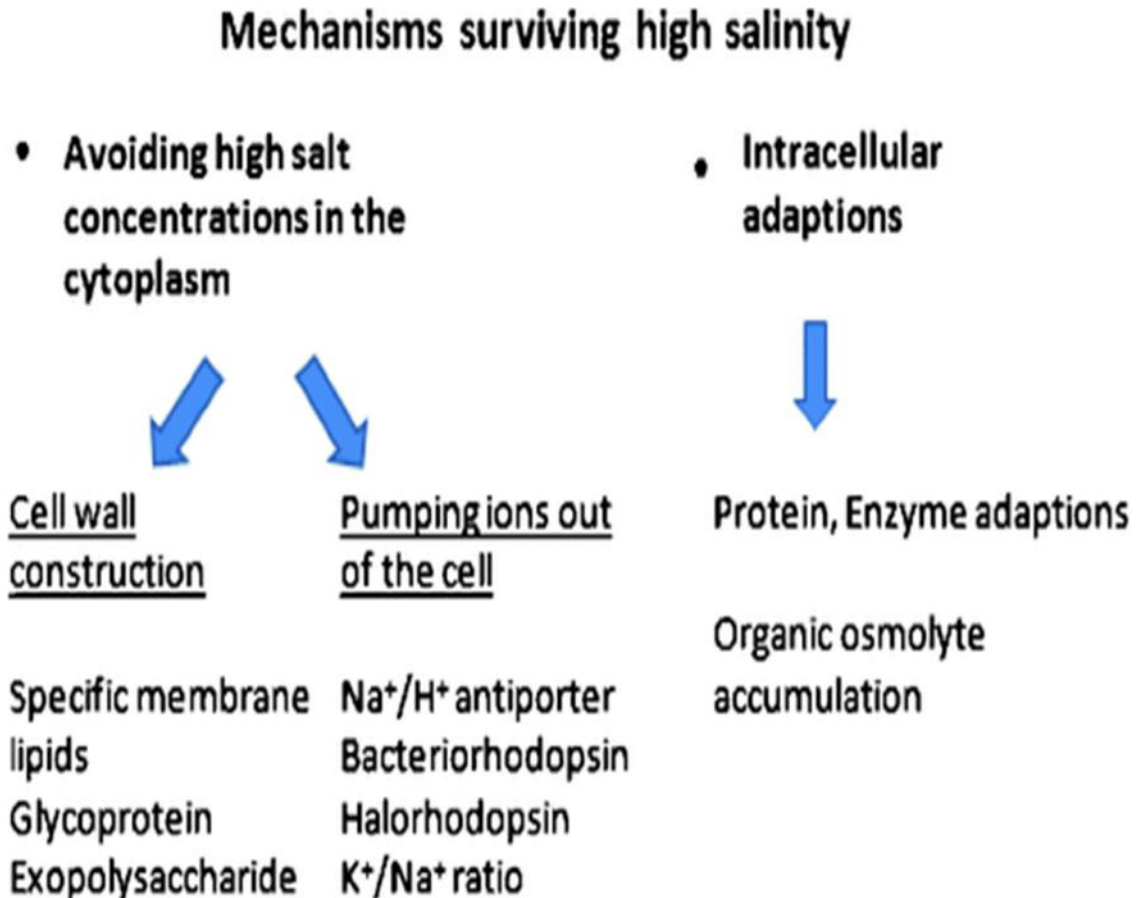 Mechanisms surviving high salinity
• Avoiding high salt
concentrations in the
cytoplasm
• Intracellular
adaptions
Cell wall
construction
Specific membrane
lipids
Glycoprotein
Exopolysaccharide
Pumping ions out
of the cell
Na⁺/H⁺ antiporter
Bacteriorhodopsin
Halorhodopsin
K⁺/Na⁺ ratio
Protein, Enzyme adaptions
Organic osmolyte
accumulation